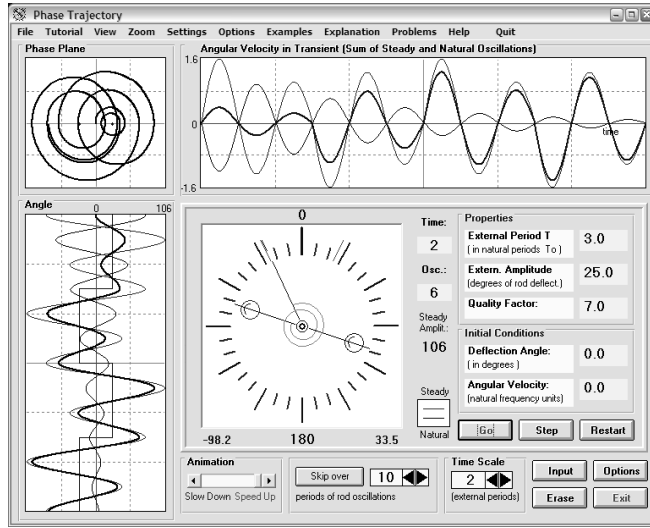 Phase Trajectory
File Tutorial View Zoom Settings Options Examples Explanation Problems Help Quit
Phase Plane
Angular Velocity in Transient (Sum of Steady and Natural Oscillations)
1.6
0
time
-1.6
Angle
0 106
0
180
-98.2
33.5
Time:
2
Osc.:
6
Steady
Amplit.:
106
Steady
Natural
Properties
External Period T
( in natural periods To )
3.0
Extern. Amplitude
(degrees of rod deflect.)
25.0
Quality Factor:
7.0
Initial Conditions
Deflection Angle:
( in degrees )
0.0
Angular Velocity:
(natural frequency units)
0.0
Go Step Restart
Animation
Slow Down Speed Up
Skip over 10
periods of rod oscillations
Time Scale
2
(external periods)
Input Options
Erase Exit